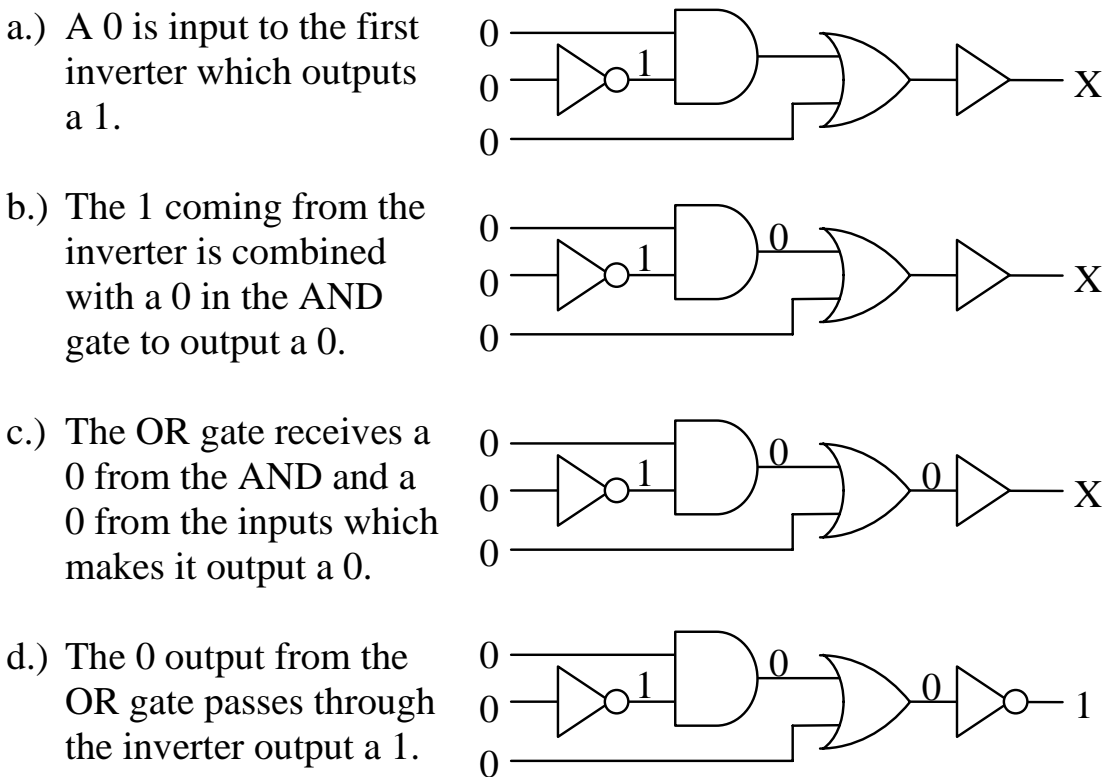 a.) A 0 is input to the first
inverter which outputs
a 1.
0
0
1
0
X
b.) The 1 coming from the
inverter is combined
with a 0 in the AND
gate to output a 0.
0
0
1
0
0
X
c.) The OR gate receives a
0 from the AND and a
0 from the inputs which
makes it output a 0.
0
0
1
0
0
0
X
d.) The 0 output from the
OR gate passes through
the inverter output a 1.
0
0
1
0
0
0
1